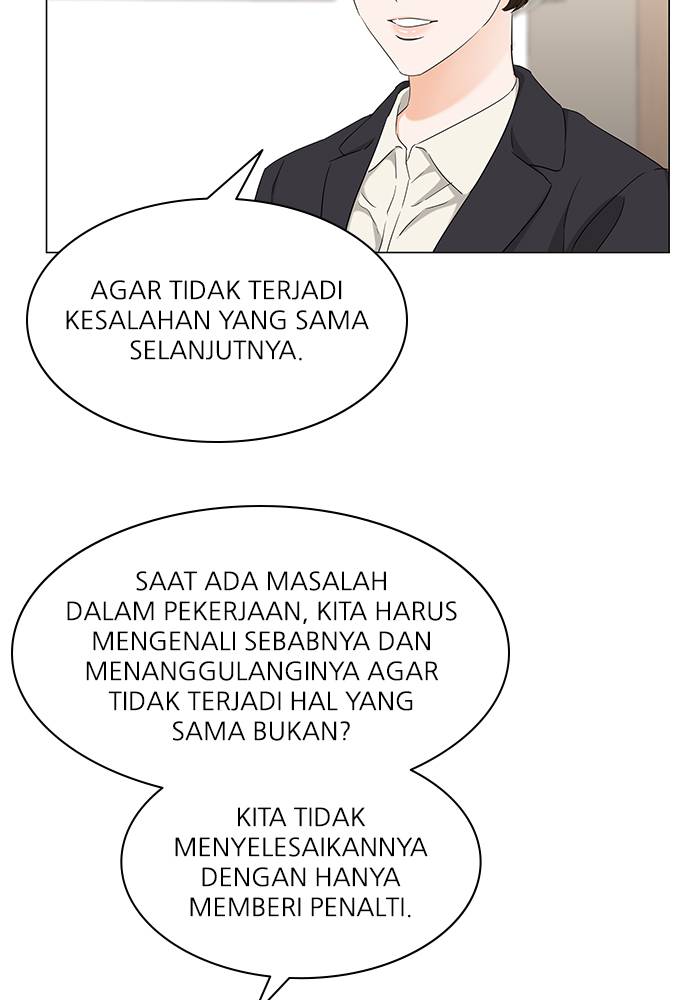 AGAR TIDAK TERJADI
KESALAHAN YANG SAMA
SELANJUTNYA.
SAAT ADA MASALAH
DALAM PEKERJAAN, KITA HARUS
MENGENALI SEBABNYA DAN
MENANGGULANGINYA AGAR
TIDAK TERJADI HAL YANG
SAMA BUKAN?
KITA TIDAK
MENYELESAIKANNYA
DENGAN HANYA
MEMBERI PENALTI.